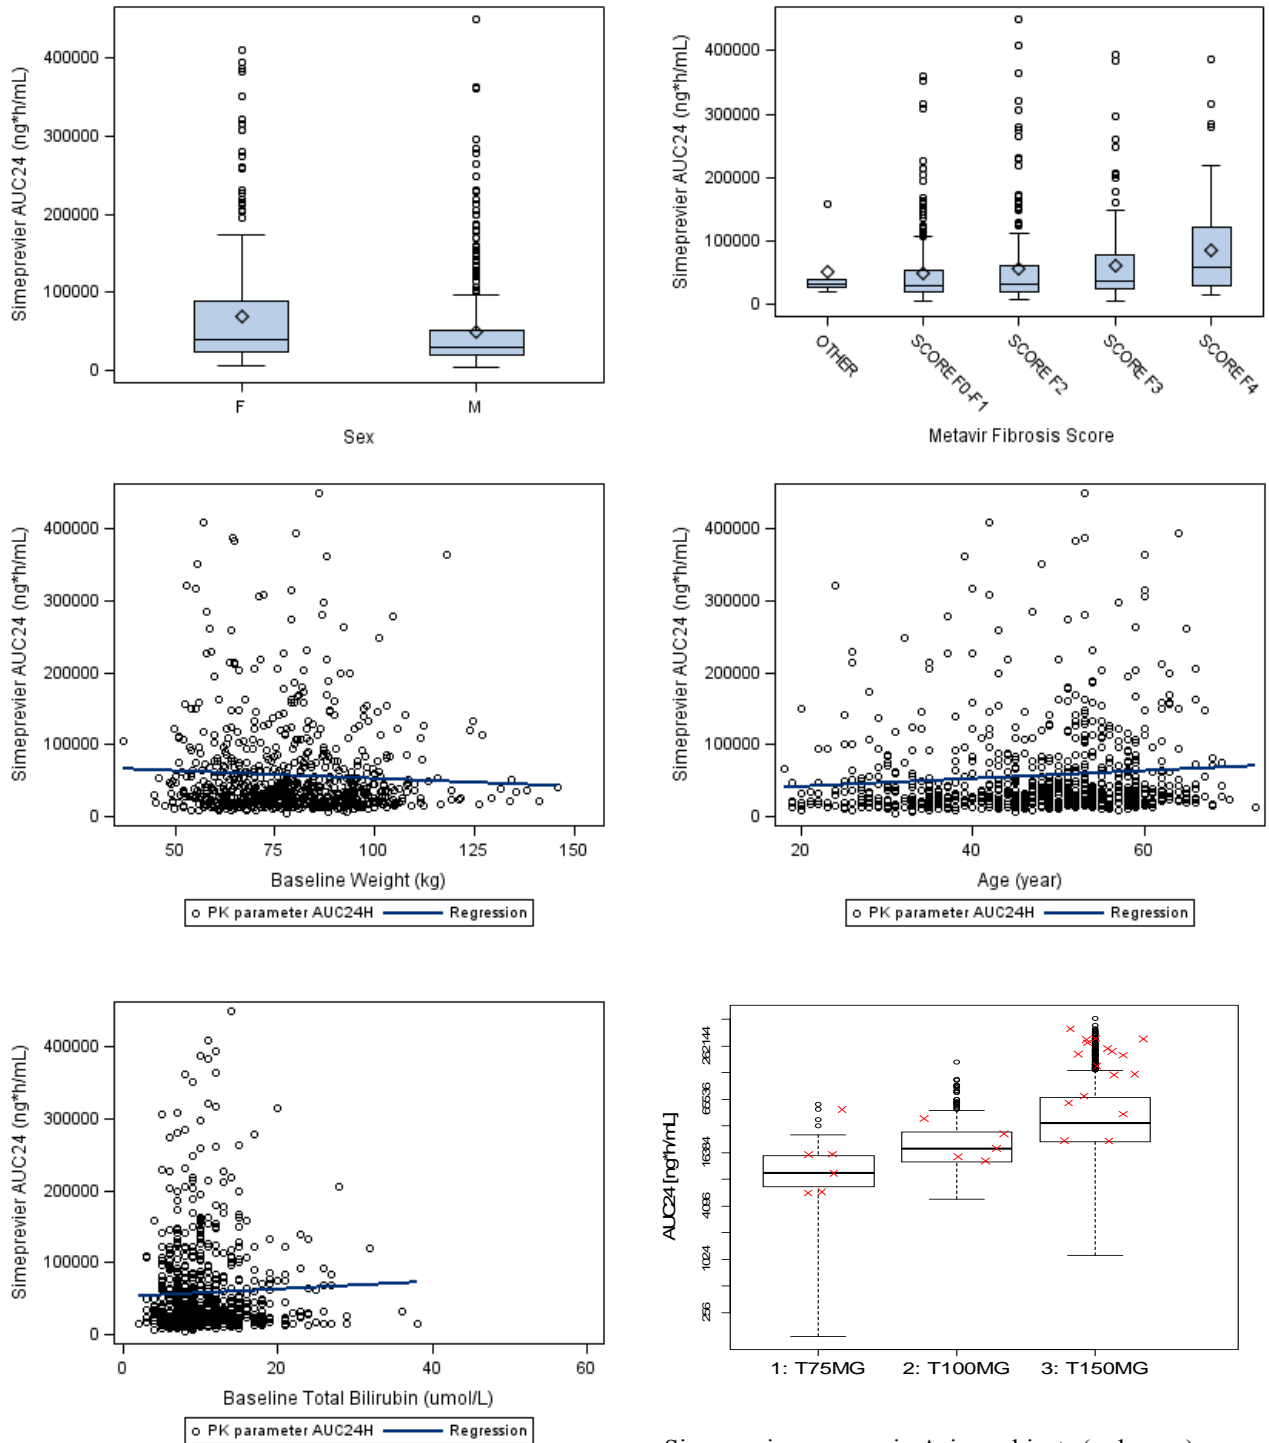 Simeprevier AUC24 (ng*h/mL)
400000
300000
200000
100000
0
F
M
Sex
Simeprevier AUC24 (ng*h/mL)
400000
300000
200000
100000
0
OTHER
SCORE F0-F1
SCORE F2
SCORE F3
SCORE F4
Metavir Fibrosis Score
Simeprevier AUC24 (ng*h/mL)
400000
300000
200000
100000
0
50 75 100 125 150
Baseline Weight (kg)
PK parameter AUC24H Regression
Simeprevier AUC24 (ng*h/mL)
400000
300000
200000
100000
0
20 40 60
Age (year)
PK parameter AUC24H Regression
Simeprevier AUC24 (ng*h/mL)
400000
300000
200000
100000
0
0 20 40 60
Baseline Total Bilirubin (umol/L)
PK parameter AUC24H Regression
AUC24 [ng*h/mL]
262144
65536
16384
4096
1024
256
1: T75MG 2: T100MG 3: T150MG